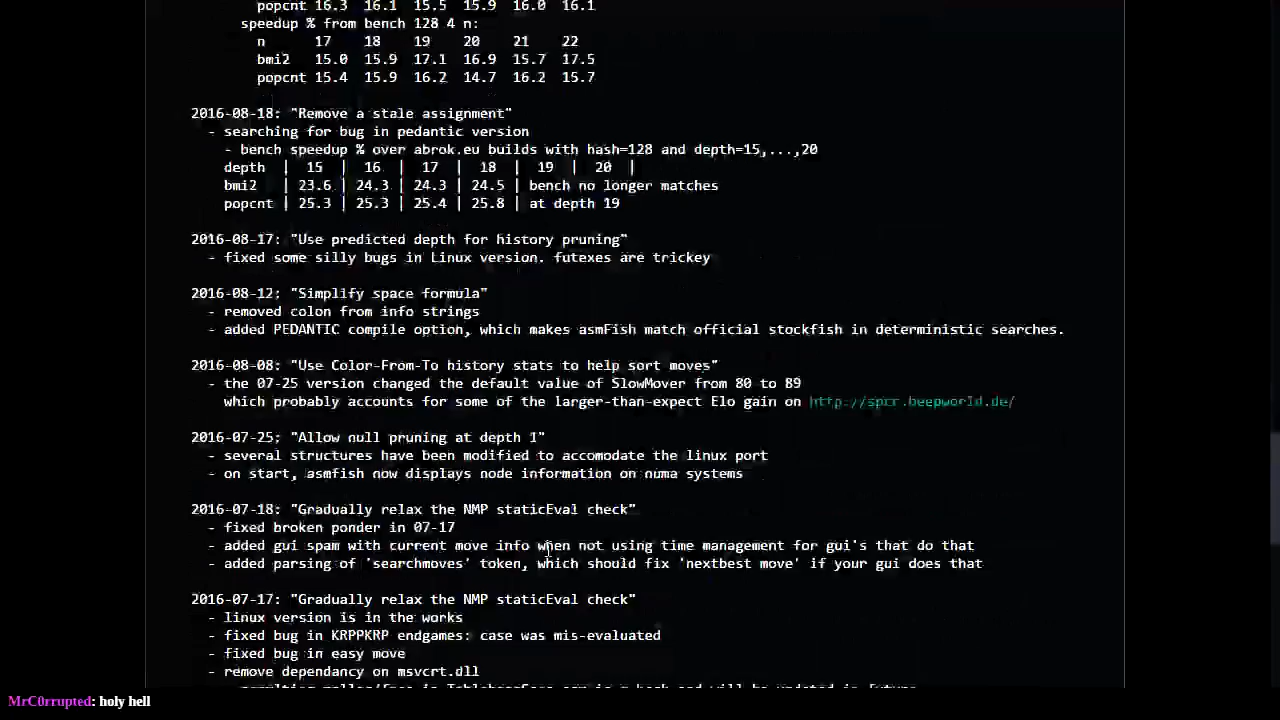 popcnt 16.3 16.1 15.5 15.9 16.0 16.1
speedup % from bench 128 4 n:
n 17 18 19 20 21 22
bmi2 15.0 15.9 17.1 16.9 15.7 17.5
popcnt 15.4 15.9 16.2 14.7 16.2 15.7
2016-08-18: "Remove a stale assignment"
- searching for bug in pedantic version
- bench speedup % over abrok.eu builds with hash=128 and depth=15,...,20
depth | 15 | 16 | 17 | 18 | 19 | 20 |
bmi2 | 23.6 | 24.3 | 24.3 | 24.5 | bench no longer matches
popcnt | 25.3 | 25.3 | 25.4 | 25.8 | at depth 19
2016-08-17: "Use predicted depth for history pruning"
- fixed some silly bugs in Linux version. futexes are trickey
2016-08-12: "Simplify space formula"
- removed colon from info strings
- added PEDANTIC compile option, which makes asmFish match official stockfish in deterministic searches.
2016-08-08: "Use Color-From-To history stats to help sort moves"
- the 07-25 version changed the default value of SlowMover from 80 to 89
which probably accounts for some of the larger-than-expect Elo gain on http://spcc.beepworld.de/
2016-07-25: "Allow null pruning at depth 1"
- several structures have been modified to accomodate the linux port
- on start, asmfish now displays node information on numa systems
2016-07-18: "Gradually relax the NMP staticEval check"
- fixed broken ponder in 07-17
- added gui spam with current move info when not using time management for gui's that do that
- added parsing of 'searchmoves' token, which should fix 'nextbest move' if your gui does that
2016-07-17: "Gradually relax the NMP staticEval check"
- linux version is in the works
- fixed bug in KRPPKRP endgames: case was mis-evaluated
- fixed bug in easy move
- remove dependancy on msvcrt.dll
MrC0rrupted: holy hell